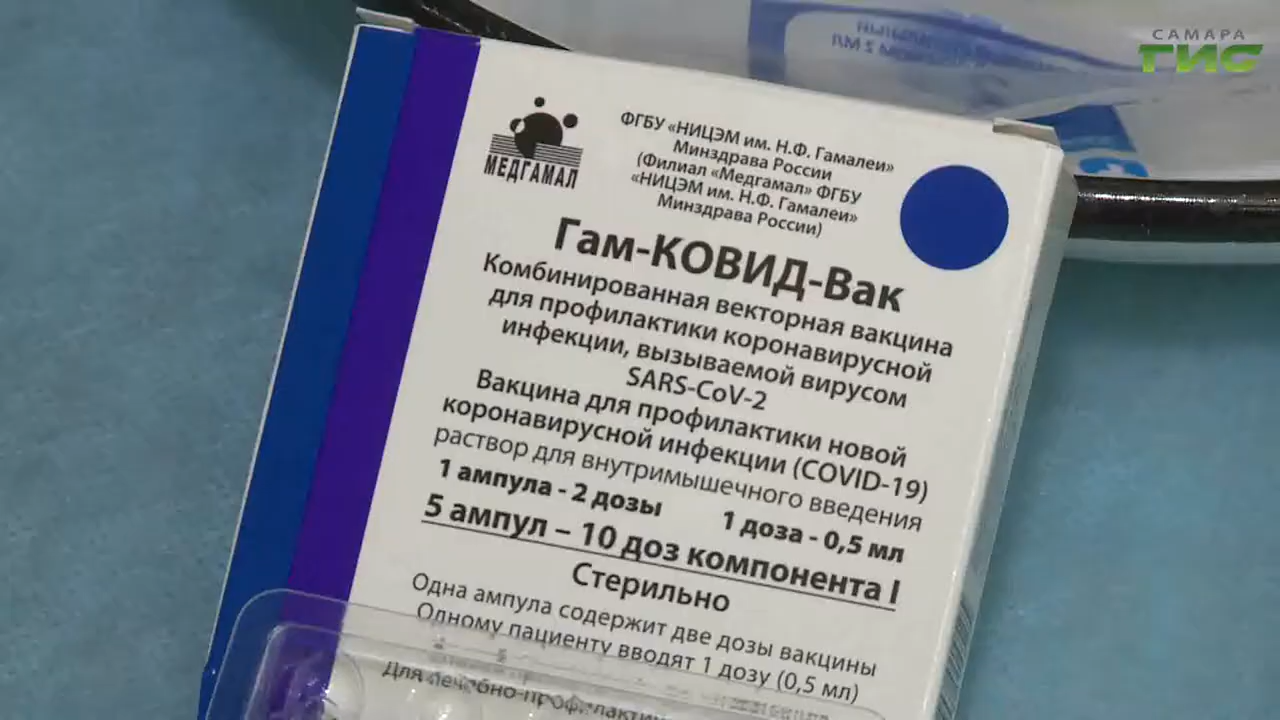 САМАРА
ГИС
МЕДГАМАЛ
ФГБУ «НИЦЭМ им. Н.Ф. Гамалеи»
Минздрава России
(Филиал «Медгамал» ФГБУ
«НИЦЭМ им. Н.Ф. Гамалеи»
Минздрава России)
Гам-КОВИД-Вак
Комбинированная векторная вакцина
для профилактики коронавирусной
инфекции, вызываемой вирусом
SARS-CoV-2
Вакцина для профилактики новой
коронавирусной инфекции (COVID-19)
раствор для внутримышечного введения
1 ампула - 2 дозы 1 доза - 0,5 мл
5 ампул – 10 доз компонента I
Стерильно
Одна ампула содержит две дозы вакцины
Одному пациенту вводят 1 дозу (0,5 мл)
Для лечебно-профилактич